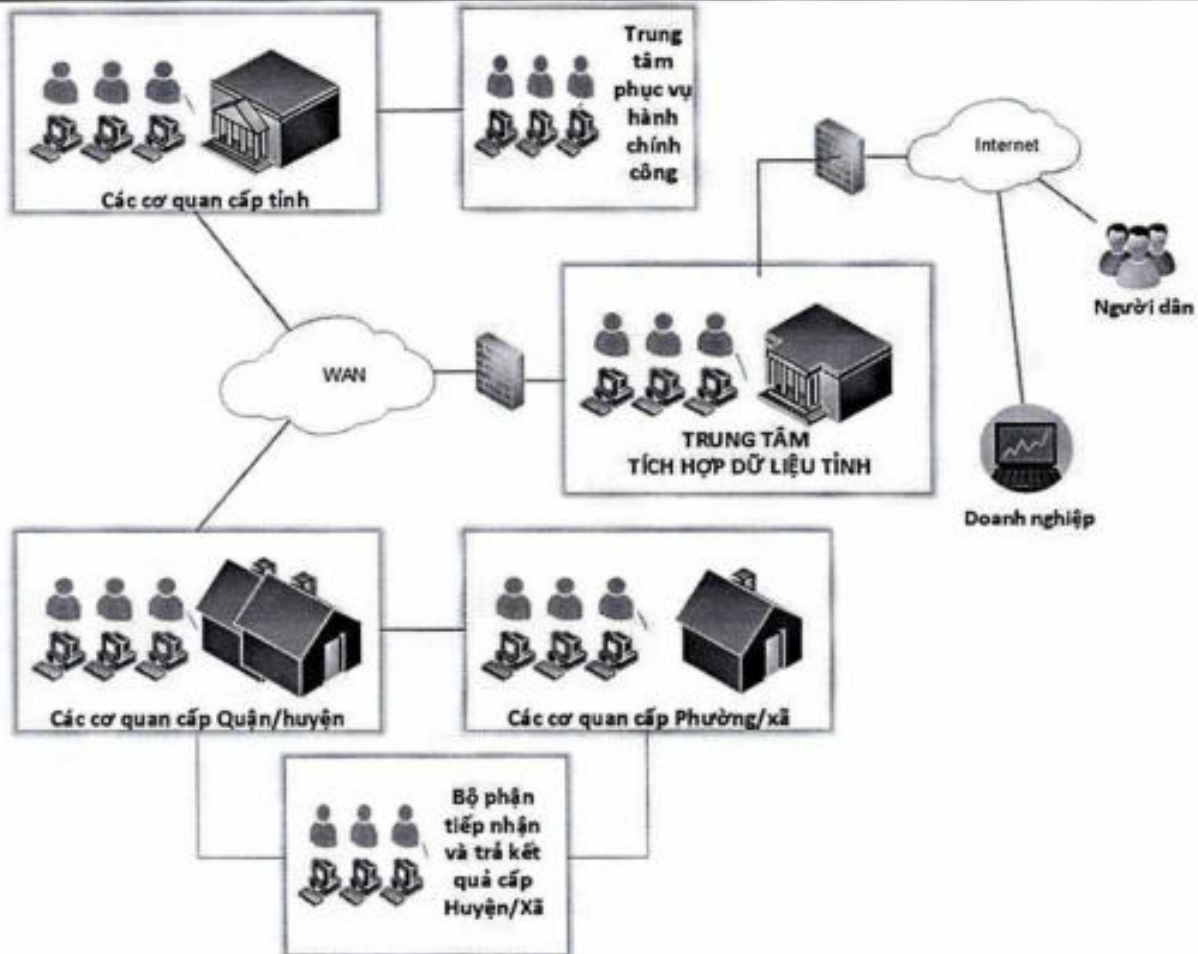 Trung
tâm
phục vụ
hành
chính
công
Các cơ quan cấp tỉnh
Internet
Người dân
WAN
TRUNG TÂM
TÍCH HỢP DỮ LIỆU TỈNH
Doanh nghiệp
Các cơ quan cấp Quận/huyện
Các cơ quan cấp Phường/xã
Bộ phận
tiếp nhận
và trả kết
quả cấp
Huyện/Xã